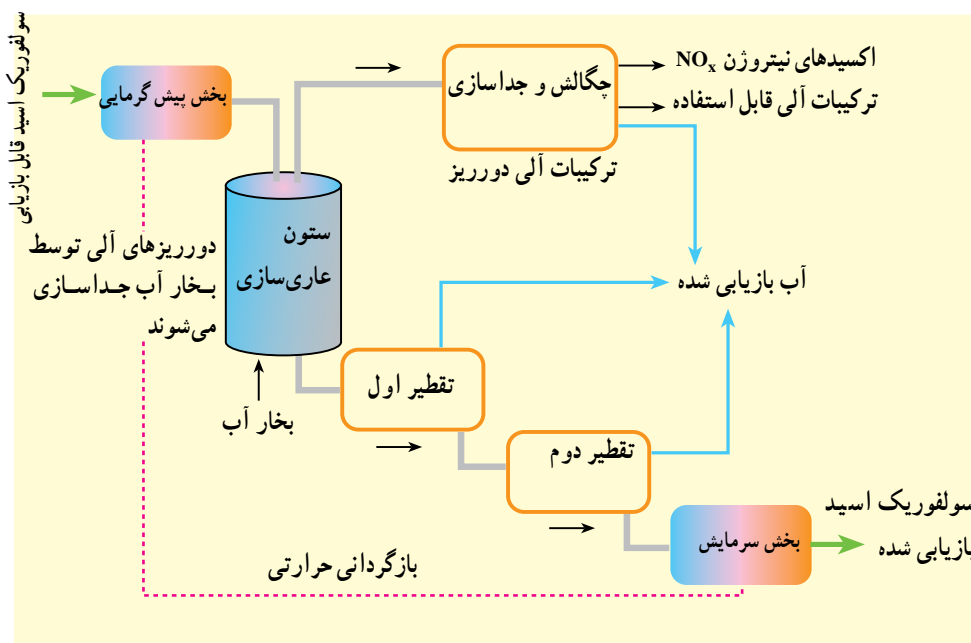 سولفوریک اسید قابل بازیابی
بخش پیش گرمایی
چگالش و جداسازی
اکسیدهای نیتروژن NOx
ترکیبات آلی قابل استفاده
ترکیبات آلی دورریز
ستون
عاری‌سازی
دورریزهای آلی توسط
بـخار آب جـداسـازی
می‌شوند
آب بازیابی شده
بخار آب
تقطیر اول
تقطیر دوم
بخش سرمایش
سولفوریک اسید
بازیابی شده
بازگردانی حرارتی